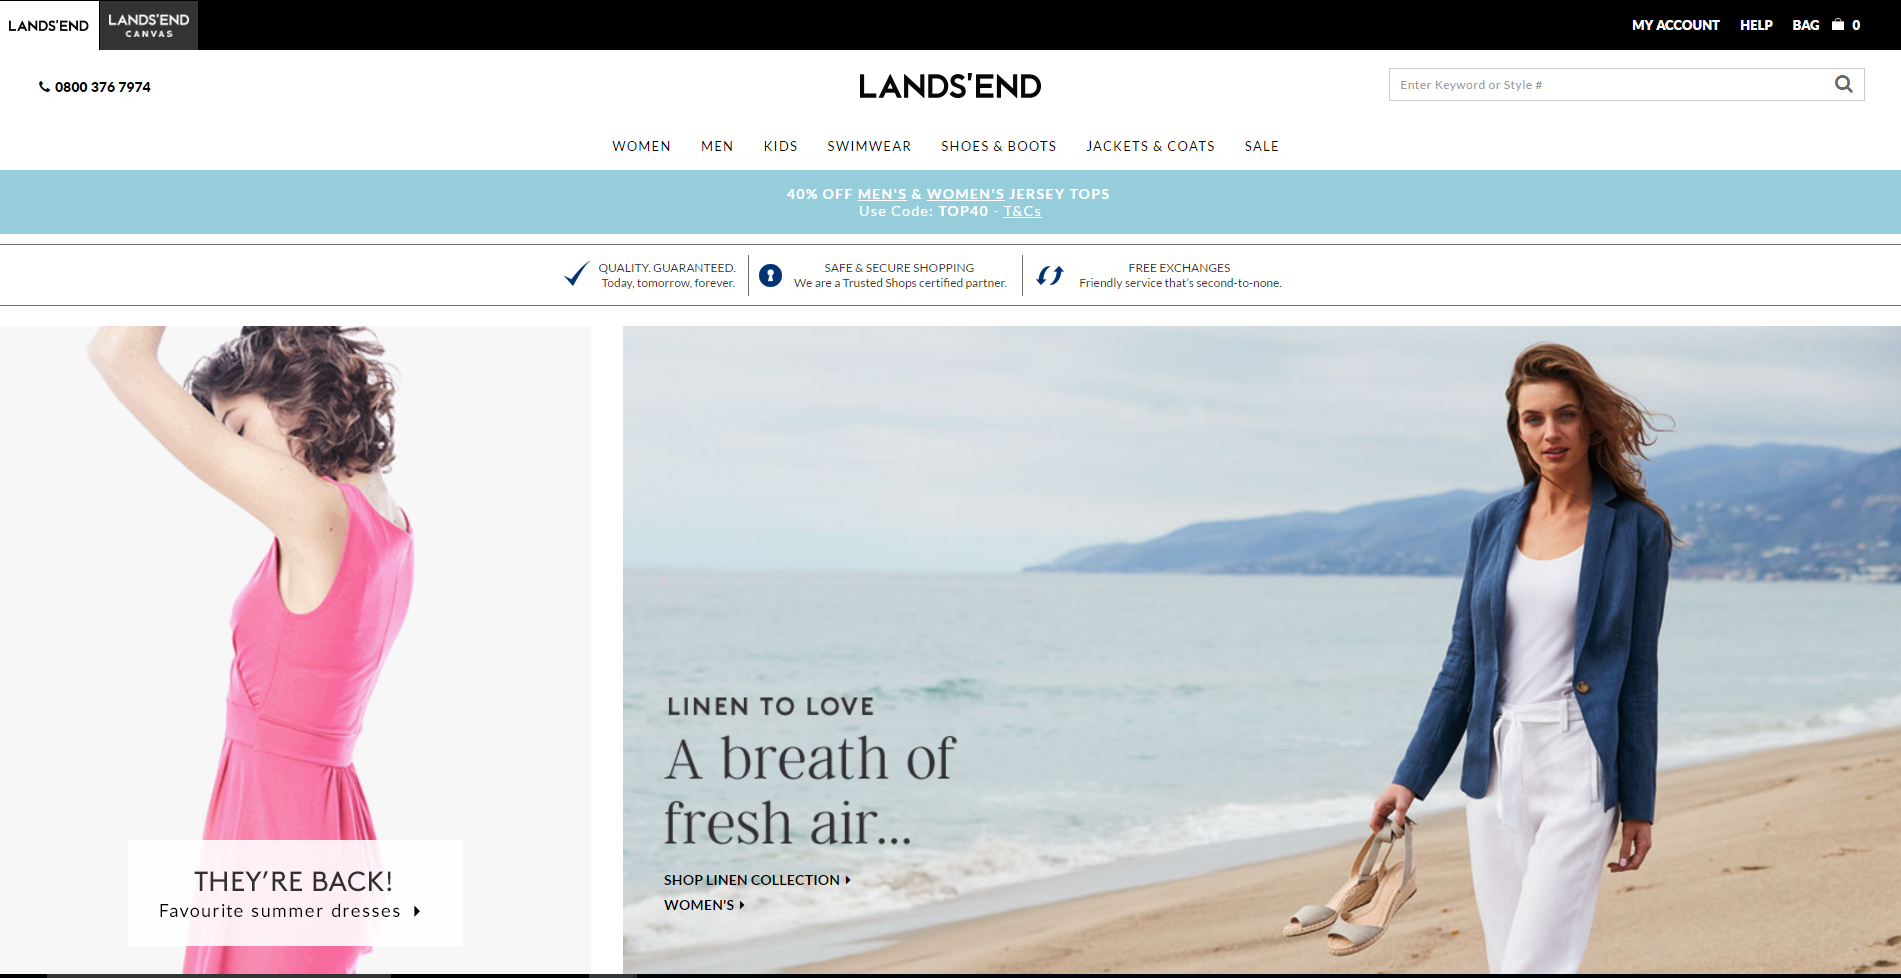 LANDS'END
LANDS'END
CANVAS
MY ACCOUNT HELP BAG 0
0800 376 7974
LANDS'END
Enter Keyword or Style #
WOMEN MEN KIDS SWIMWEAR SHOES & BOOTS JACKETS & COATS SALE
40% OFF MEN'S & WOMEN'S JERSEY TOPS
Use Code: TOP40 - T&Cs
QUALITY. GUARANTEED.
Today, tomorrow, forever.
SAFE & SECURE SHOPPING
We are a Trusted Shops certified partner.
FREE EXCHANGES
Friendly service that's second-to-none.
THEY'RE BACK!
Favourite summer dresses
LINEN TO LOVE
A breath of
fresh air...
SHOP LINEN COLLECTION
WOMEN'S